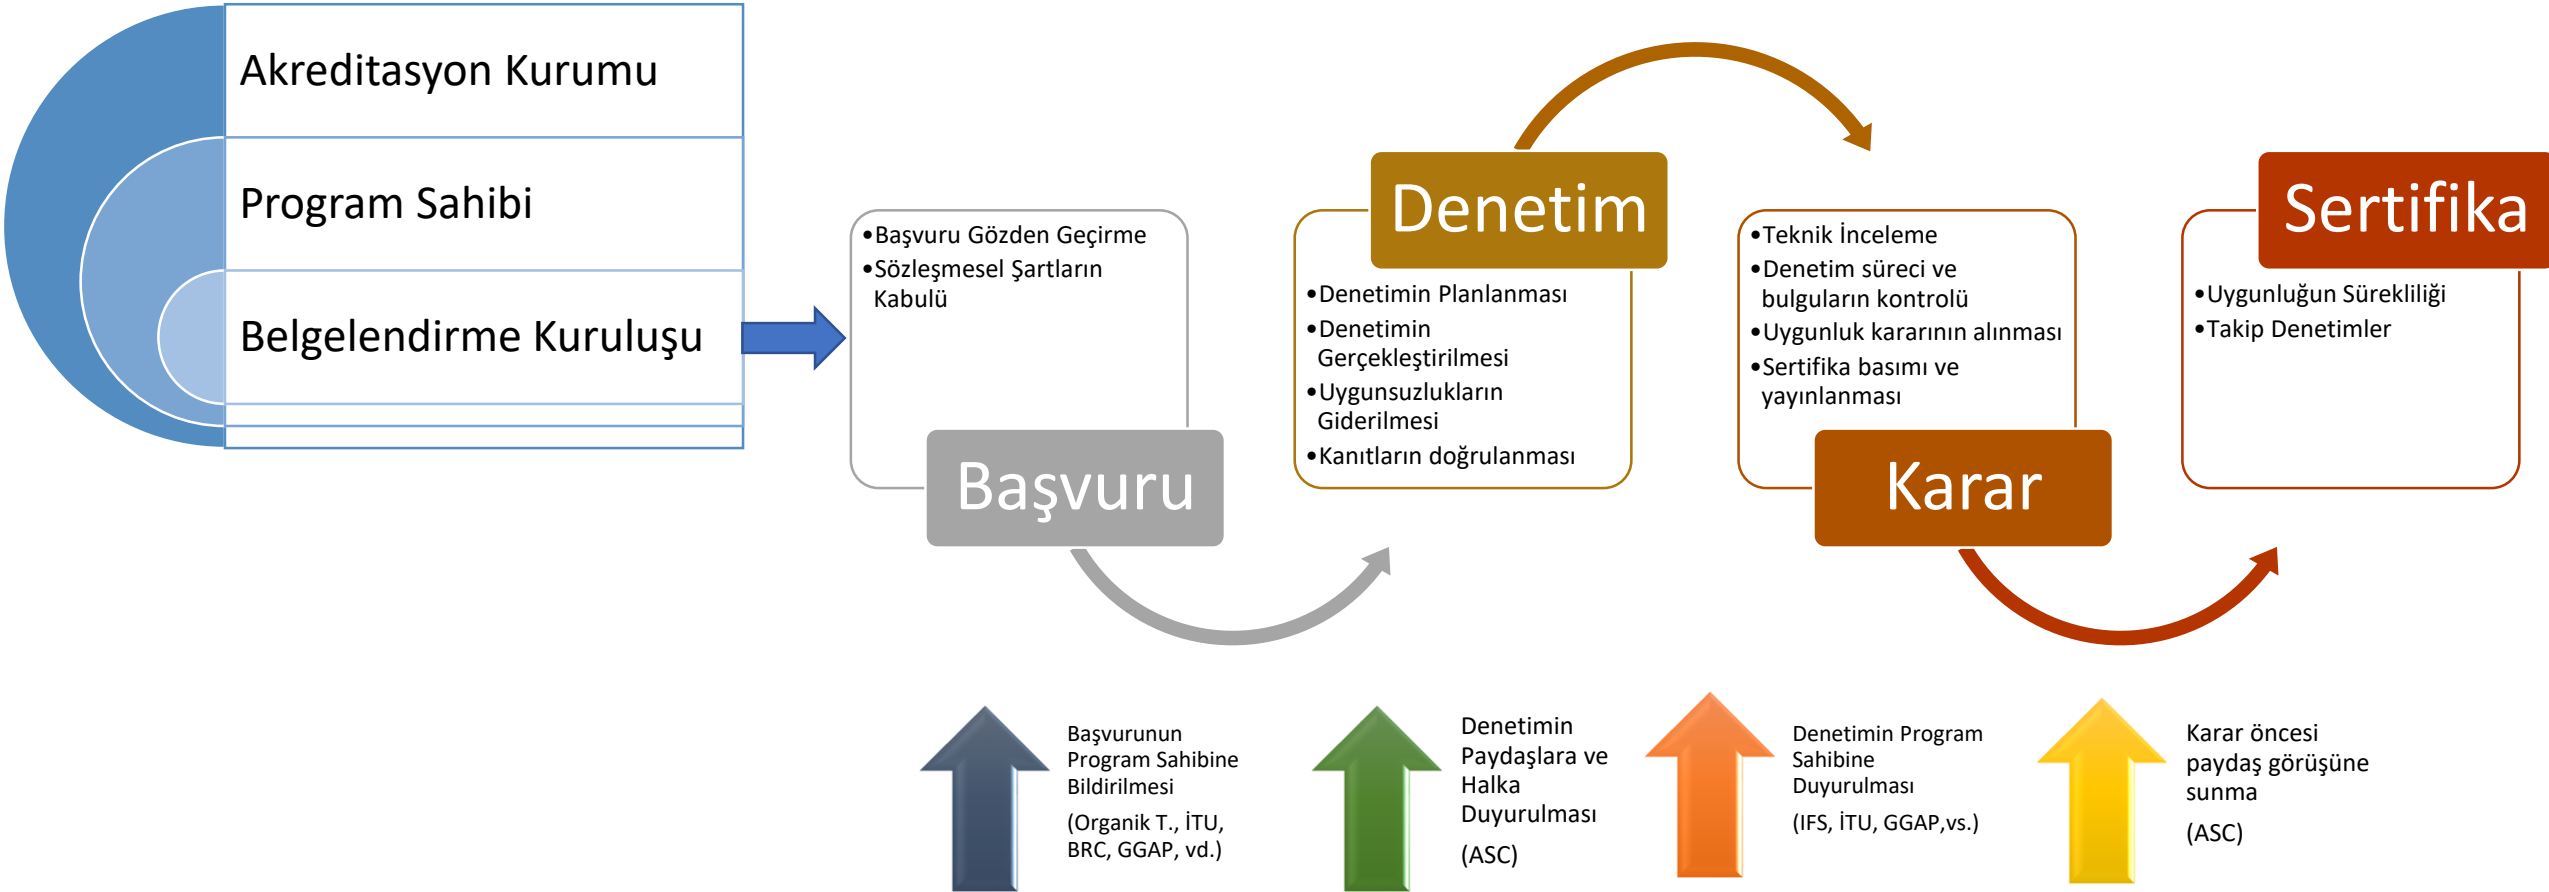 Akreditasyon Kurumu
Program Sahibi
Belgelendirme Kuruluşu
•Başvuru Gözden Geçirme
•Sözleşmesel Şartların
Kabulü
Başvuru
Denetim
•Denetimin Planlanması
•Denetimin
Gerçekleştirilmesi
•Uygunsuzlukların
Giderilmesi
•Kanıtların doğrulanması
•Teknik İnceleme
•Denetim süreci ve
bulguların kontrolü
•Uygunluk kararının alınması
•Sertifika basımı ve
yayınlanması
Karar
Sertifika
•Uygunluğun Sürekliliği
•Takip Denetimler
Başvurunun
Program Sahibine
Bildirilmesi
(Organik T., İTU,
BRC, GGAP, vd.)
Denetimin
Paydaşlara ve
Halka
Duyurulması
(ASC)
Denetimin Program
Sahibine
Duyurulması
(IFS, İTU, GGAP,vs.)
Karar öncesi
paydaş görüşüne
sunma
(ASC)